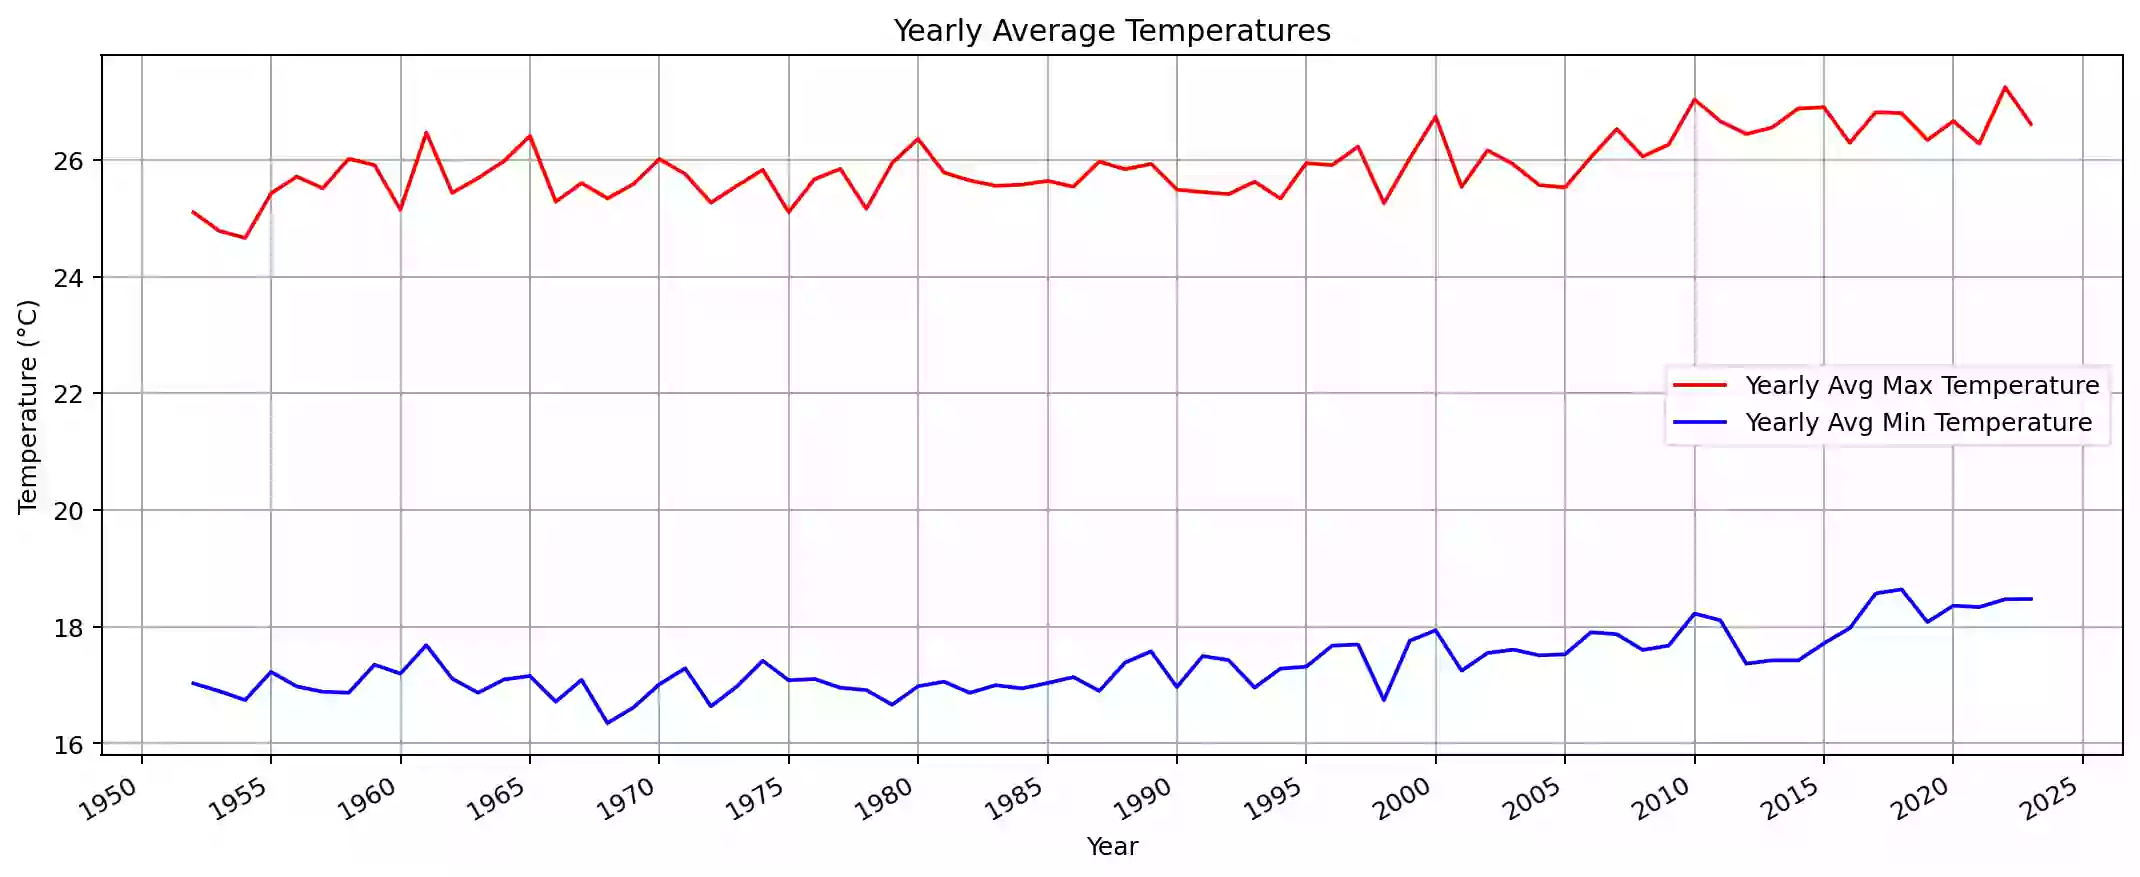 Yearly Average Temperatures
Temperature (°C)
26
24
22
20
18
16
Yearly Avg Max Temperature
Yearly Avg Min Temperature
1950 1955 1960 1965 1970 1975 1980 1985 1990 1995 2000 2005 2010 2015 2020 2025
Year